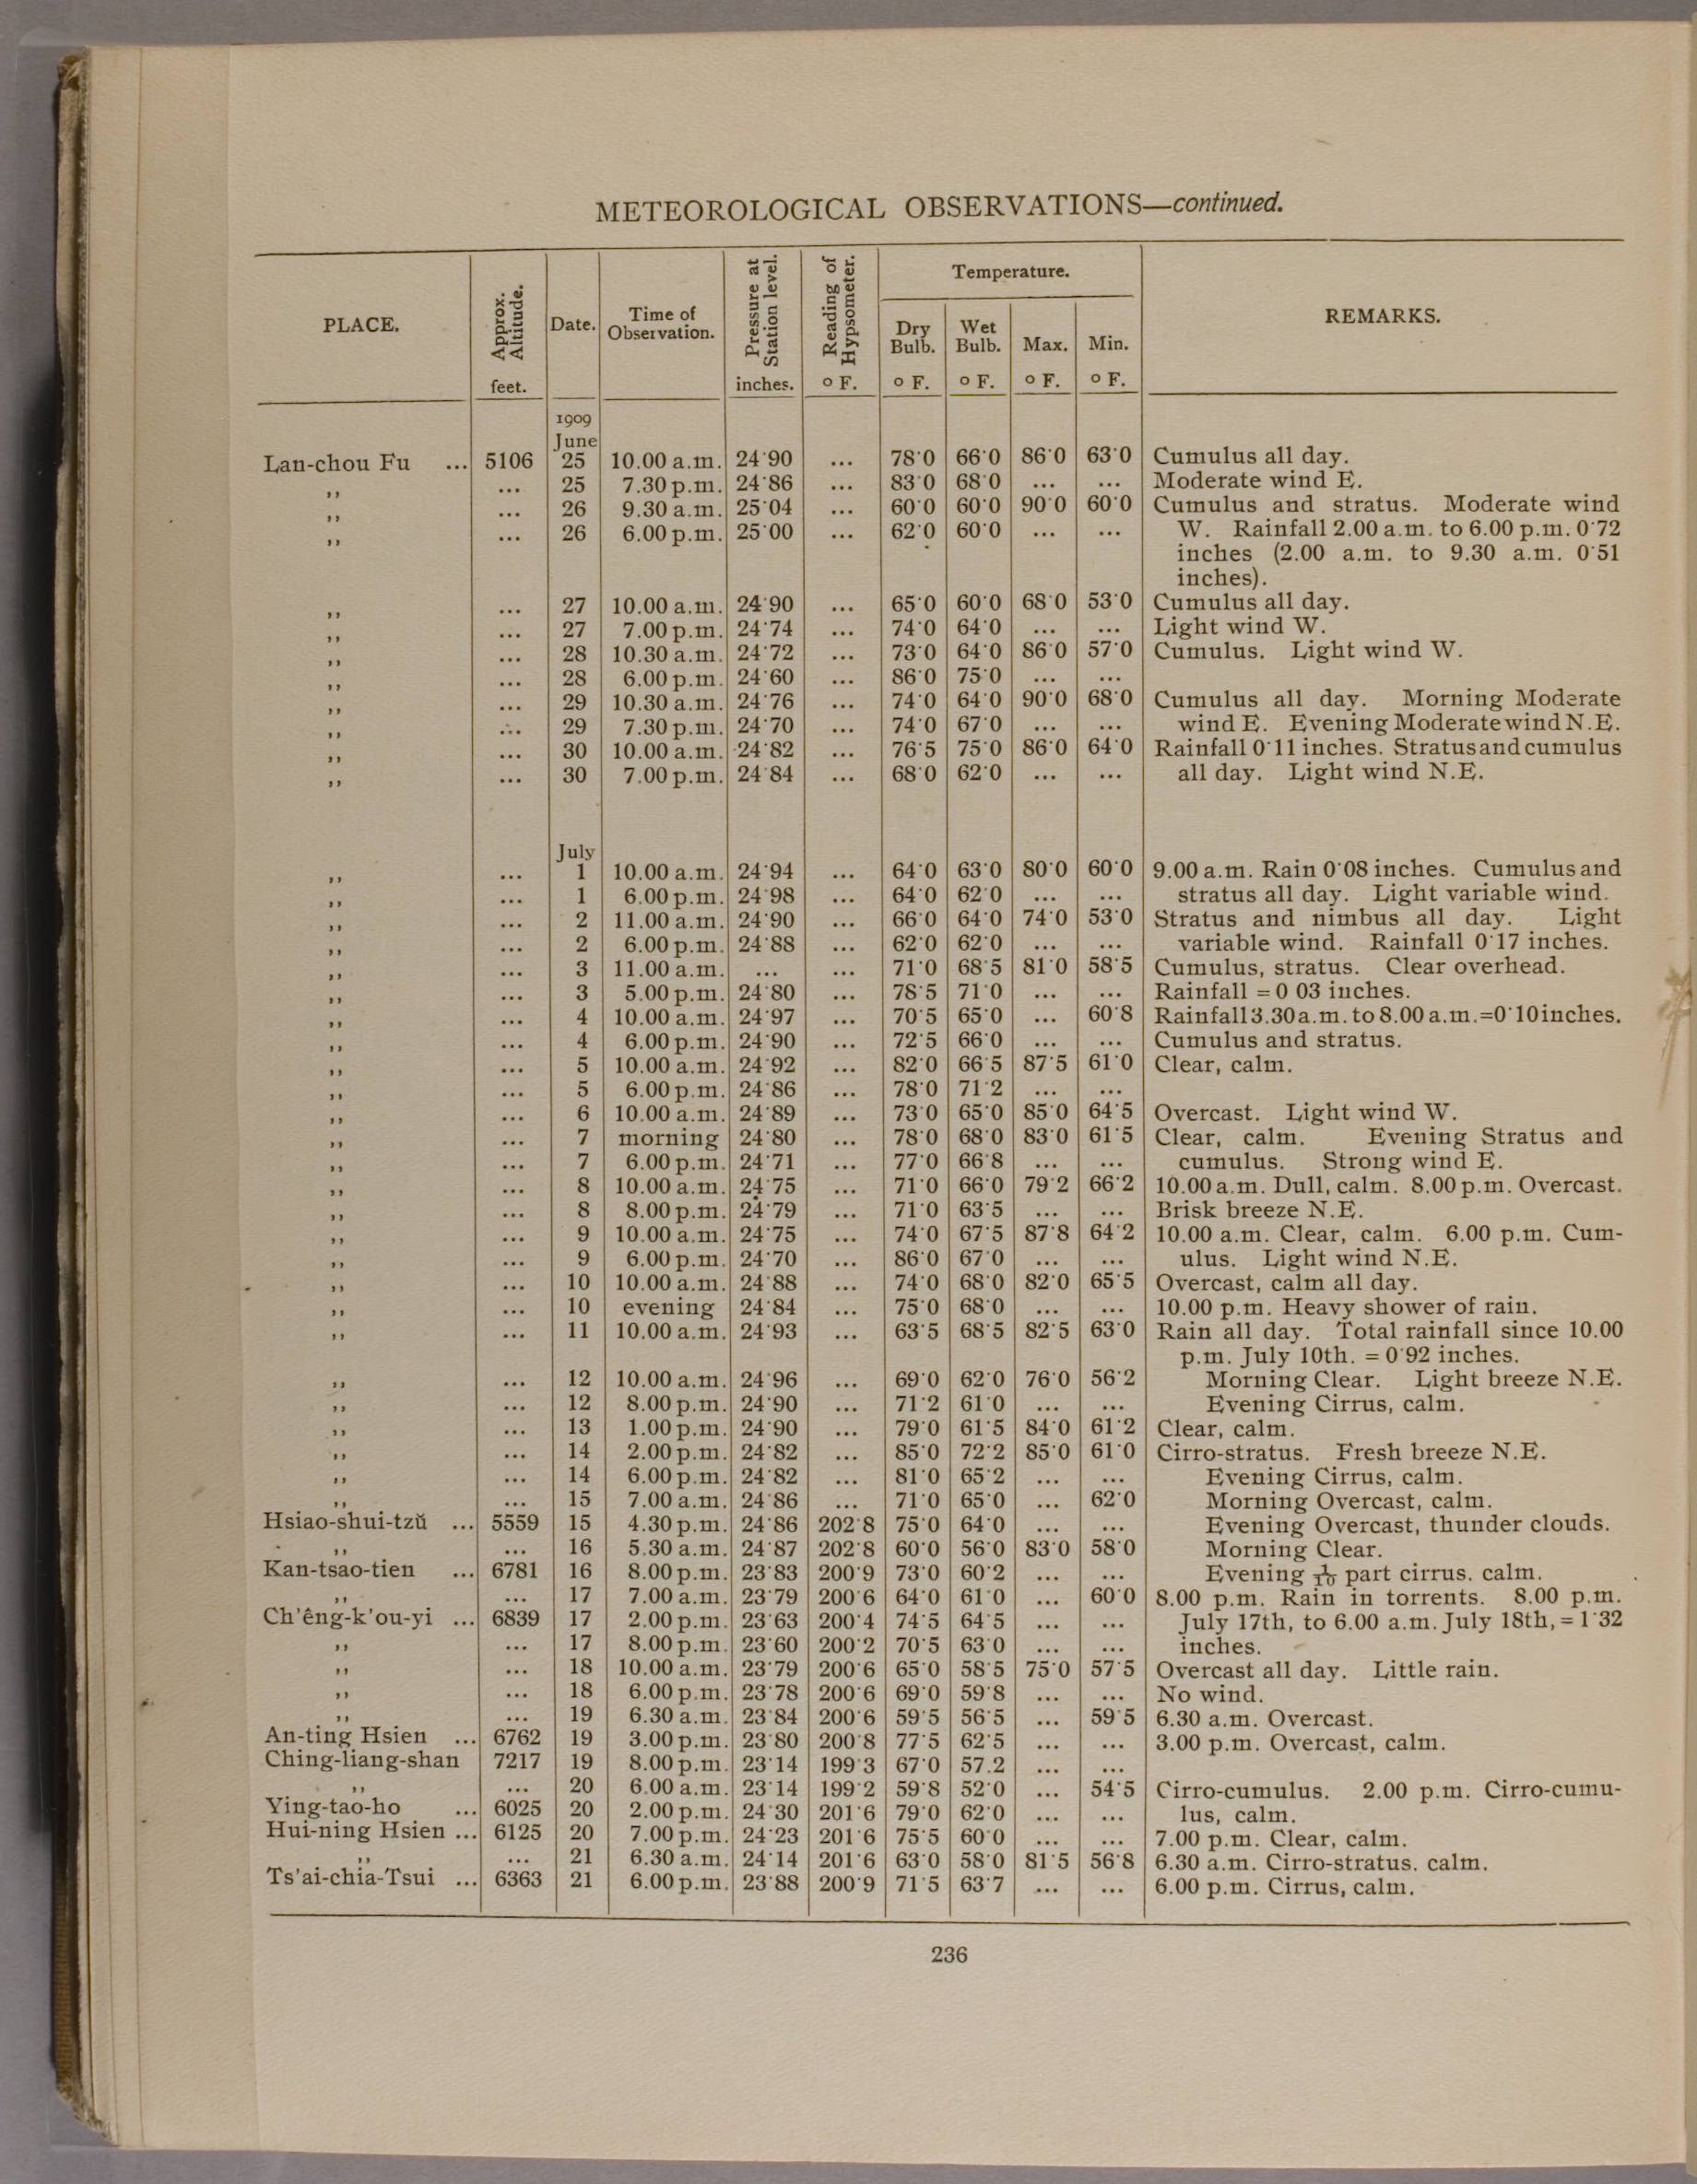 METEOROLOGICAL OBSERVATIONS—continued.
PLACE. Approx. Altitude. Date. Time of Observation. Pressure at Station level. Reading of Hypsometer. Temperature. REMARKS.
Dry Bulb. Wet Bulb. Max. Min.
feet. inches. o F. o F. o F. o F. o F.
1909
June
Lan-chou Fu ... 5106 25 10.00 a.m. 24·90 ... 78·0 66·0 86·0 63·0 Cumulus all day.
,, ... 25 7.30 p.m. 24·86 ... 83·0 68·0 ... ... Moderate wind E.
,, ... 26 9.30 a.m. 25·04 ... 60·0 60·0 90·0 60·0 Cumulus and stratus. Moderate wind
,, ... 26 6.00 p.m. 25·00 ... 62·0 60·0 ... ... W. Rainfall 2.00 a.m. to 6.00 p.m. 0·72
inches (2.00 a.m. to 9.30 a.m. 0·51
inches).
,, ... 27 10.00 a.m. 24·90 ... 65·0 60·0 68·0 53·0 Cumulus all day.
,, ... 27 7.00 p.m. 24·74 ... 74·0 64·0 ... ... Light wind W.
,, ... 28 10.30 a.m. 24·72 ... 73·0 64·0 86·0 57·0 Cumulus. Light wind W.
,, ... 28 6.00 p.m. 24·60 ... 86·0 75·0 ... ...
,, ... 29 10.30 a.m. 24·76 ... 74·0 64·0 90·0 68·0 Cumulus all day. Morning Moderate
,, ... 29 7.30 p.m. 24·70 ... 74·0 67·0 ... ... wind E. Evening Moderate wind N.E.
,, ... 30 10.00 a.m. 24·82 ... 76·5 75·0 86·0 64·0 Rainfall 0·11 inches. Stratus and cumulus
,, ... 30 7.00 p.m. 24·84 ... 68·0 62·0 ... ... all day. Light wind N.E.
July
,, ... 1 10.00 a.m. 24·94 ... 64·0 63·0 80·0 60·0 9.00 a.m. Rain 0·08 inches. Cumulus and
,, ... 1 6.00 p.m. 24·98 ... 64·0 62·0 ... ... stratus all day. Light variable wind.
,, ... 2 11.00 a.m. 24·90 ... 66·0 64·0 74·0 53·0 Stratus and nimbus all day. Light
,, ... 2 6.00 p.m. 24·88 ... 62·0 62·0 ... ... variable wind. Rainfall 0·17 inches.
,, ... 3 11.00 a.m. ... ... 71·0 68·5 81·0 58·5 Cumulus, stratus. Clear overhead.
,, ... 3 5.00 p.m. 24·80 ... 78·5 71·0 ... ... Rainfall = 0 03 inches.
,, ... 4 10.00 a.m. 24·97 ... 70·5 65·0 ... 60·8 Rainfall 3.30 a.m. to 8.00 a.m. = 0·10 inches.
,, ... 4 6.00 p.m. 24·90 ... 72·5 66·0 ... ... Cumulus and stratus.
,, ... 5 10.00 a.m. 24·92 ... 82·0 66·5 87·5 61·0 Clear, calm.
,, ... 5 6.00 p.m. 24·86 ... 78·0 71·2 ... ...
,, ... 6 10.00 a.m. 24·89 ... 73·0 65·0 85·0 64·5 Overcast. Light wind W.
,, ... 7 morning 24·80 ... 78·0 68·0 83·0 61·5 Clear, calm. Evening Stratus and
,, ... 7 6.00 p.m. 24·71 ... 77·0 66·8 ... ... cumulus. Strong wind E.
,, ... 8 10.00 a.m. 24·75 ... 71·0 66·0 79·2 66·2 10.00 a.m. Dull, calm. 8.00 p.m. Overcast.
,, ... 8 8.00 p.m. 24·79 ... 71·0 63·5 ... ... Brisk breeze N.E.
,, ... 9 10.00 a.m. 24·75 ... 74·0 67·5 87·8 64·2 10.00 a.m. Clear, calm. 6.00 p.m. Cum-
,, ... 9 6.00 p.m. 24·70 ... 86·0 67·0 ... ... ulus. Light wind N.E.
,, ... 10 10.00 a.m. 24·88 ... 74·0 68·0 82·0 65·5 Overcast, calm all day.
,, ... 10 evening 24·84 ... 75·0 68·0 ... ... 10.00 p.m. Heavy shower of rain.
,, ... 11 10.00 a.m. 24·93 ... 63·5 68·5 82·5 63·0 Rain all day. Total rainfall since 10.00
p.m. July 10th. = 0·92 inches.
,, ... 12 10.00 a.m. 24·96 ... 69·0 62·0 76·0 56·2 Morning Clear. Light breeze N.E.
,, ... 12 8.00 p.m. 24·90 ... 71·2 61·0 ... ... Evening Cirrus, calm.
,, ... 13 1.00 p.m. 24·90 ... 79·0 61·5 84·0 61·2 Clear, calm.
,, ... 14 2.00 p.m. 24·82 ... 85·0 72·2 85·0 61·0 Cirro-stratus. Fresh breeze N.E.
,, ... 14 6.00 p.m. 24·82 ... 81·0 65·2 ... ... Evening Cirrus, calm.
,, ... 15 7.00 a.m. 24·86 ... 71·0 65·0 ... 62·0 Morning Overcast, calm.
Hsiao-shui-tzŭ ... 5559 15 4.30 p.m. 24·86 202·8 75·0 64·0 ... ... Evening Overcast, thunder clouds.
,, ... 16 5.30 a.m. 24·87 202·8 60·0 56·0 83·0 58·0 Morning Clear.
Kan-tsao-tien ... 6781 16 8.00 p.m. 23·83 200·9 73·0 60·2 ... ... Evening 1/10 part cirrus. calm.
,, ... 17 7.00 a.m. 23·79 200·6 64·0 61·0 ... 60·0 8.00 p.m. Rain in torrents. 8.00 p.m.
Ch'êng-k'ou-yi ... 6839 17 2.00 p.m. 23·63 200·4 74·5 64·5 ... ... July 17th, to 6.00 a.m. July 18th, = 1·32
,, ... 17 8.00 p.m. 23·60 200·2 70·5 63·0 ... ... inches.
,, ... 18 10.00 a.m. 23·79 200·6 65·0 58·5 75·0 57·5 Overcast all day. Little rain.
,, ... 18 6.00 p.m. 23·78 200·6 69·0 59·8 ... ... No wind.
,, ... 19 6.30 a.m. 23·84 200·6 59·5 56·5 ... 59·5 6.30 a.m. Overcast.
An-ting Hsien ... 6762 19 3.00 p.m. 23·80 200·8 77·5 62·5 ... ... 3.00 p.m. Overcast, calm.
Ching-liang-shan 7217 19 8.00 p.m. 23·14 199·3 67·0 57.2 ... ...
,, ... 20 6.00 a.m. 23·14 199·2 59·8 52·0 ... 54·5 Cirro-cumulus. 2.00 p.m. Cirro-cumu-
Ying-tao-ho ... 6025 20 2.00 p.m. 24·30 201·6 79·0 62·0 ... ... lus, calm.
Hui-ning Hsien ... 6125 20 7.00 p.m. 24·23 201·6 75·5 60·0 ... ... 7.00 p.m. Clear, calm.
,, ... 21 6.30 a.m. 24·14 201·6 63·0 58·0 81·5 56·8 6.30 a.m. Cirro-stratus. calm.
Ts'ai-chia-Tsui ... 6363 21 6.00 p.m. 23·88 200·9 71·5 63·7 ... ... 6.00 p.m. Cirrus, calm.
236